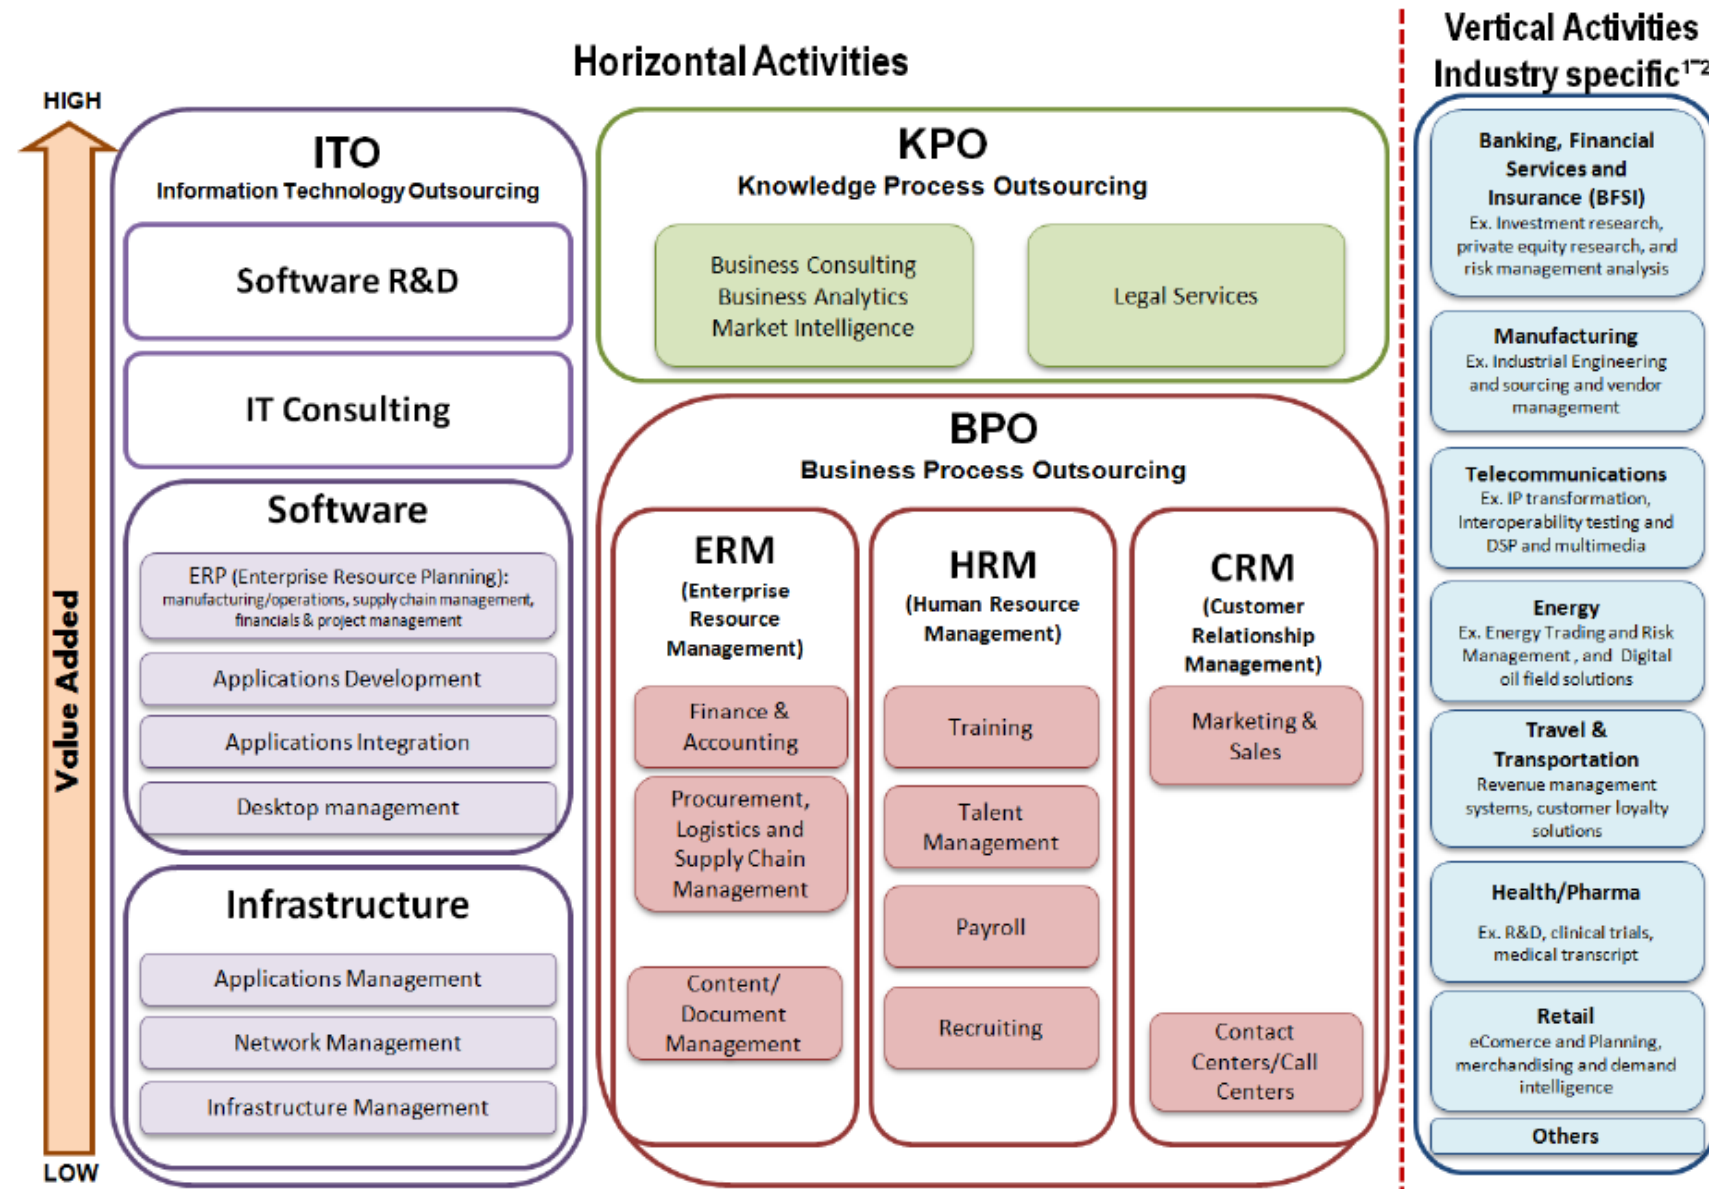 Horizontal Activities
Vertical Activities
Industry specific¹⁻²
HIGH
Value Added
LOW
ITO
Information Technology Outsourcing
Software R&D
IT Consulting
Software
ERP (Enterprise Resource Planning):
manufacturing/operations, supply chain management,
financials & project management
Applications Development
Applications Integration
Desktop management
Infrastructure
Applications Management
Network Management
Infrastructure Management
KPO
Knowledge Process Outsourcing
Business Consulting
Business Analytics
Market Intelligence
Legal Services
BPO
Business Process Outsourcing
ERM
(Enterprise
Resource
Management)
Finance &
Accounting
Procurement,
Logistics and
Supply Chain
Management
Content/
Document
Management
HRM
(Human Resource
Management)
Training
Talent
Management
Payroll
Recruiting
CRM
(Customer
Relationship
Management)
Marketing &
Sales
Contact
Centers/Call
Centers
Banking, Financial
Services and
Insurance (BFSI)
Ex. Investment research,
private equity research, and
risk management analysis
Manufacturing
Ex. Industrial Engineering
and sourcing and vendor
management
Telecommunications
Ex. IP transformation,
Interoperability testing and
DSP and multimedia
Energy
Ex. Energy Trading and Risk
Management , and Digital
oil field solutions
Travel &
Transportation
Revenue management
systems, customer loyalty
solutions
Health/Pharma
Ex. R&D, clinical trials,
medical transcript
Retail
eComerce and Planning,
merchandising and demand
intelligence
Others